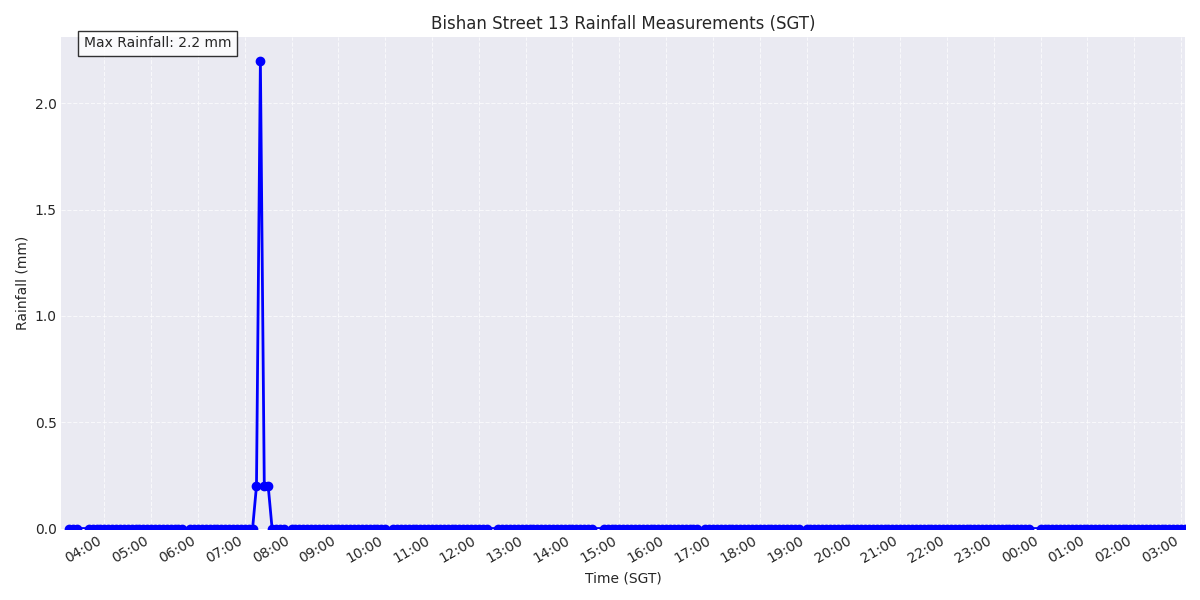 Bishan Street 13 Rainfall Measurements (SGT)
Max Rainfall: 2.2 mm
Rainfall (mm)
2.0
1.5
1.0
0.5
0.0
04:00 05:00 06:00 07:00 08:00 09:00 10:00 11:00 12:00 13:00 14:00 15:00 16:00 17:00 18:00 19:00 20:00 21:00 22:00 23:00 00:00 01:00 02:00 03:00
Time (SGT)